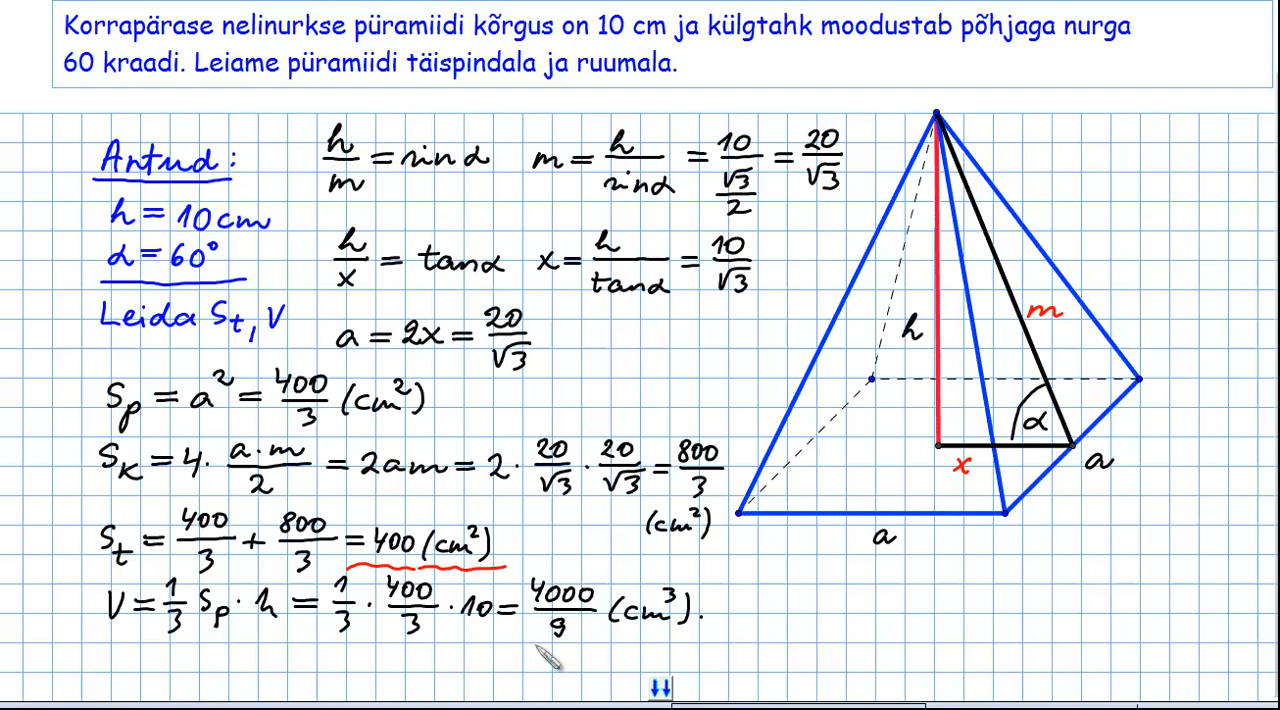 Korrapärase nelinurkse püramiidi kõrgus on 10 cm ja külgtahk moodustab põhjaga nurga
60 kraadi. Leiame püramiidi täispindala ja ruumala.
Antud:
h = 10 cm
α = 60°
Leida St, V
h/m = sin α   m = h/sin α = 10/(√3/2) = 20/√3
h/x = tan α   x = h/tan α = 10/√3
a = 2x = 20/√3
Sp = a² = 400/3 (cm²)
SK = 4 · (a · m)/2 = 2am = 2 · 20/√3 · 20/√3 = 800/3
(cm²)
St = 400/3 + 800/3 = 400 (cm²)
V = 1/3 Sp · h = 1/3 · 400/3 · 10 = 4000/9 (cm³).
h
m
α
x
a
a